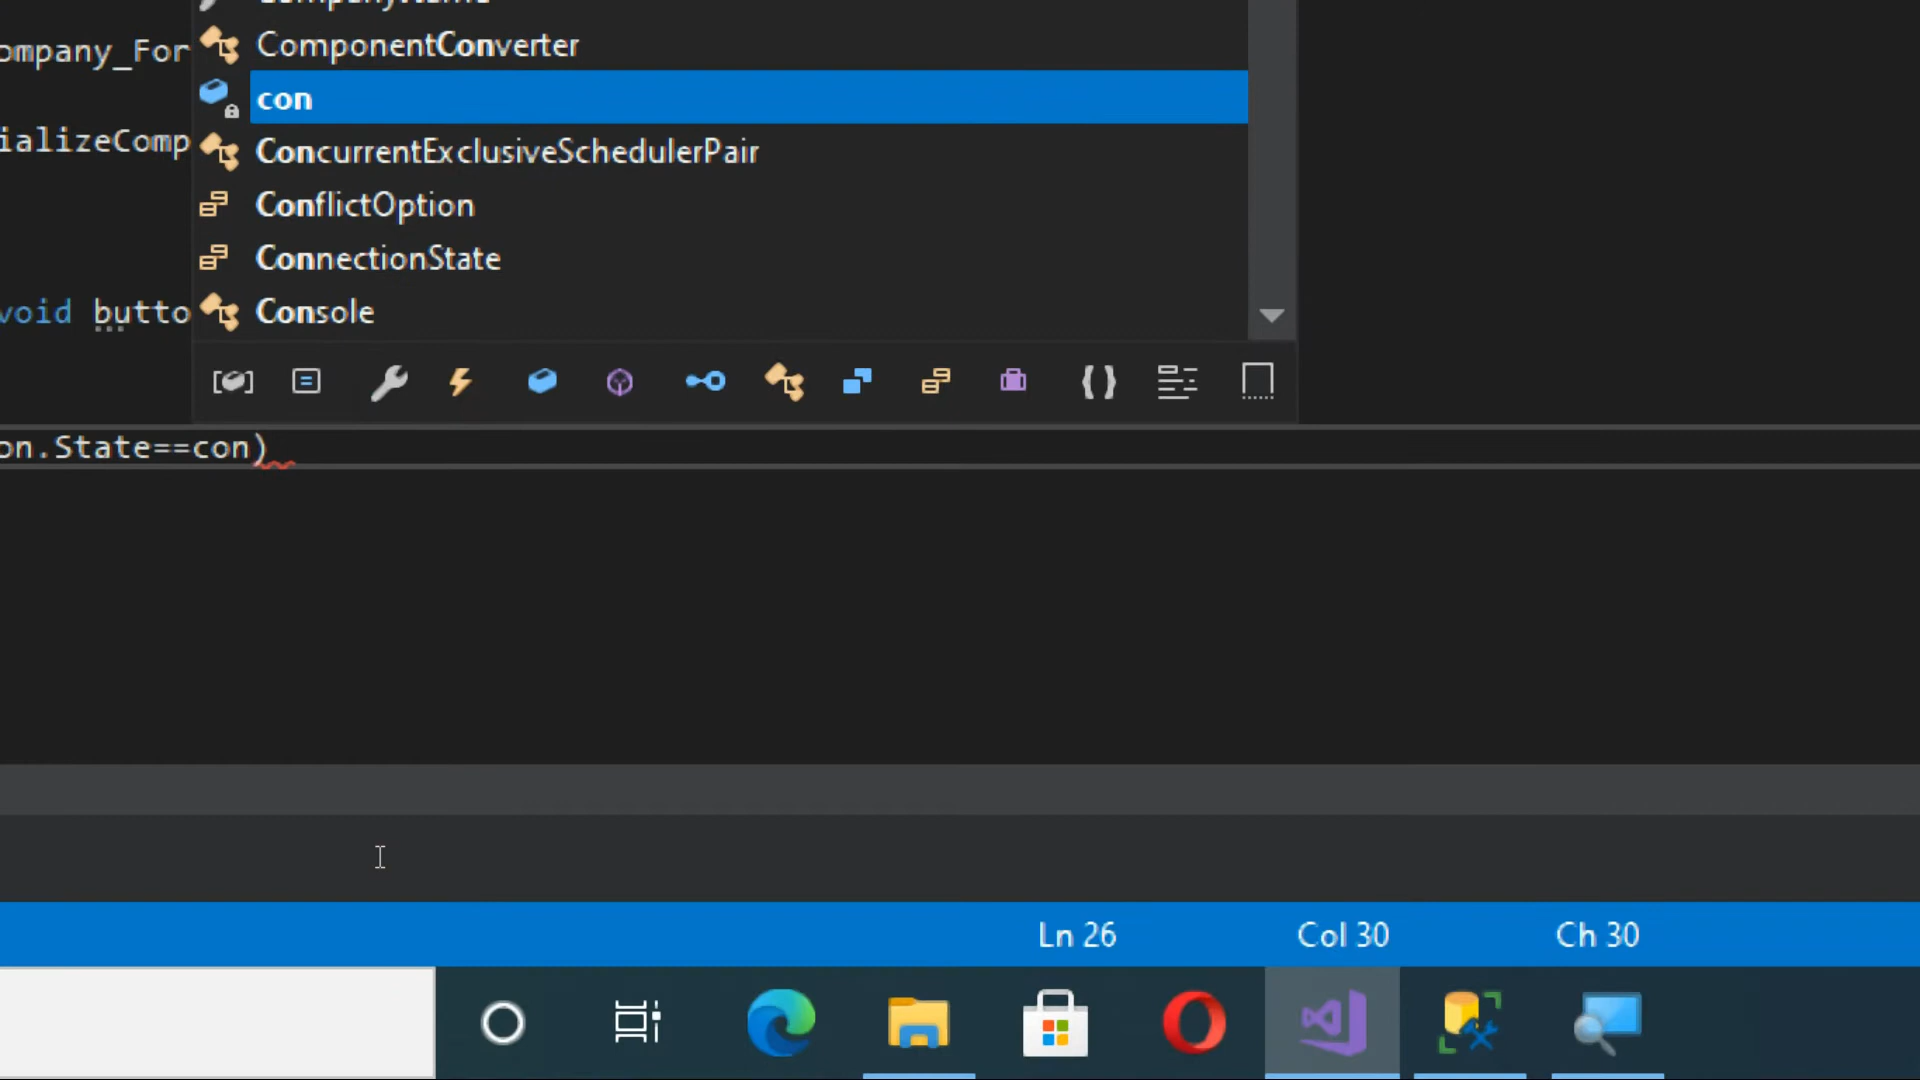 ompany_For
ComponentConverter
con
ializeComp
ConcurrentExclusiveSchedulerPair
ConflictOption
ConnectionState
void butto
Console
on.State==con)
Ln 26 Col 30 Ch 30